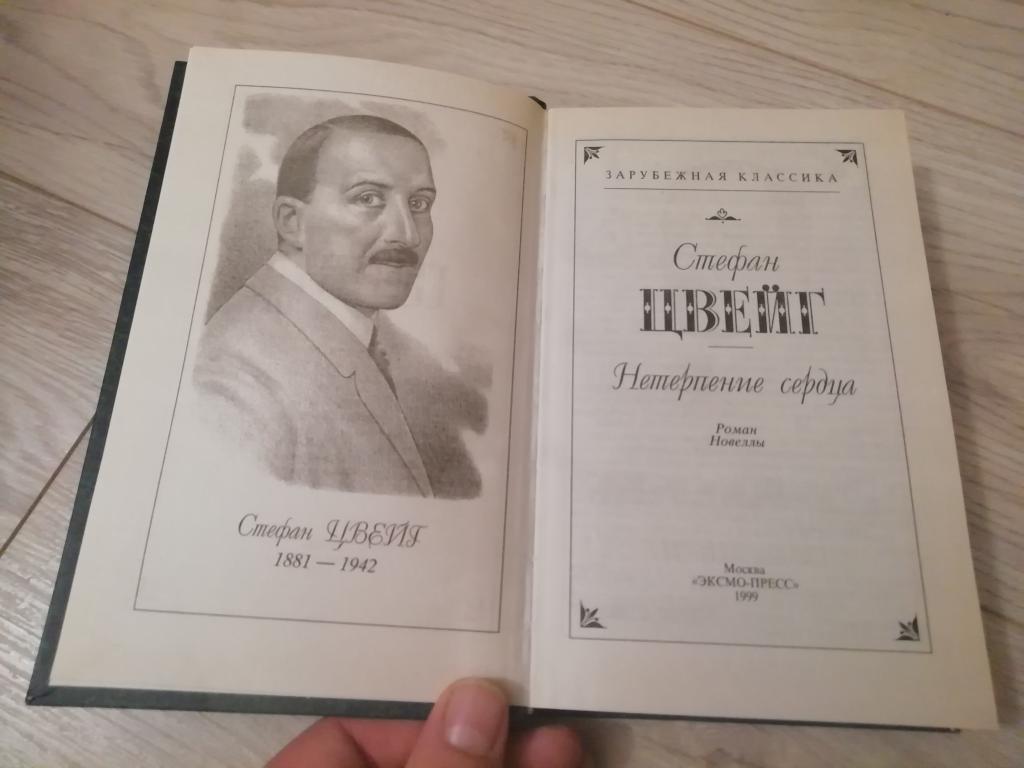 Стефан ЦВЕЙГ
1881 — 1942
ЗАРУБЕЖНАЯ КЛАССИКА
Стефан
ЦВЕЙГ
Нетерпение сердца
Роман
Новеллы
Москва
«ЭКСМО-ПРЕСС»
1999